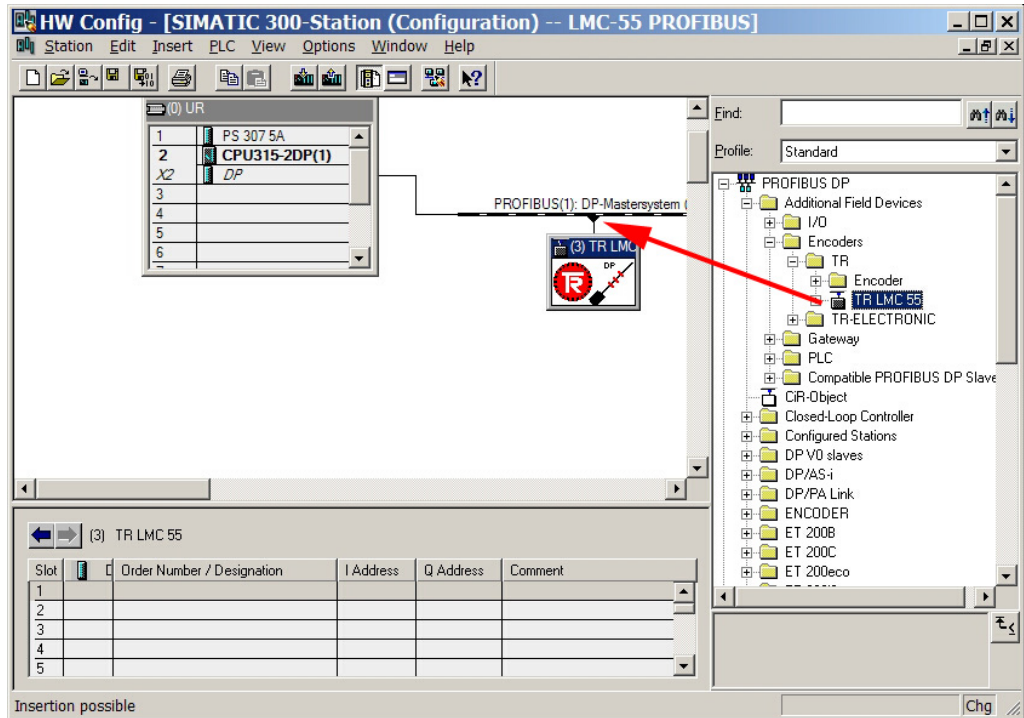 HW Config - [SIMATIC 300-Station (Configuration) -- LMC-55 PROFIBUS]
Station Edit Insert PLC View Options Window Help
(0) UR
1 PS 307 5A
2 CPU315-2DP(1)
X2 DP
3
4
5
6
PROFIBUS(1): DP-Mastersystem (
(3) TR LMC
DP
TR
Find:
Profile: Standard
PROFIBUS DP
Additional Field Devices
I/O
Encoders
TR
Encoder
TR LMC 55
TR-ELECTRONIC
Gateway
PLC
Compatible PROFIBUS DP Slave
CiR-Object
Closed-Loop Controller
Configured Stations
DP V0 slaves
DP/AS-i
DP/PA Link
ENCODER
ET 200B
ET 200C
ET 200eco
(3) TR LMC 55
Slot D Order Number / Designation I Address Q Address Comment
1
2
3
4
5
Insertion possible Chg